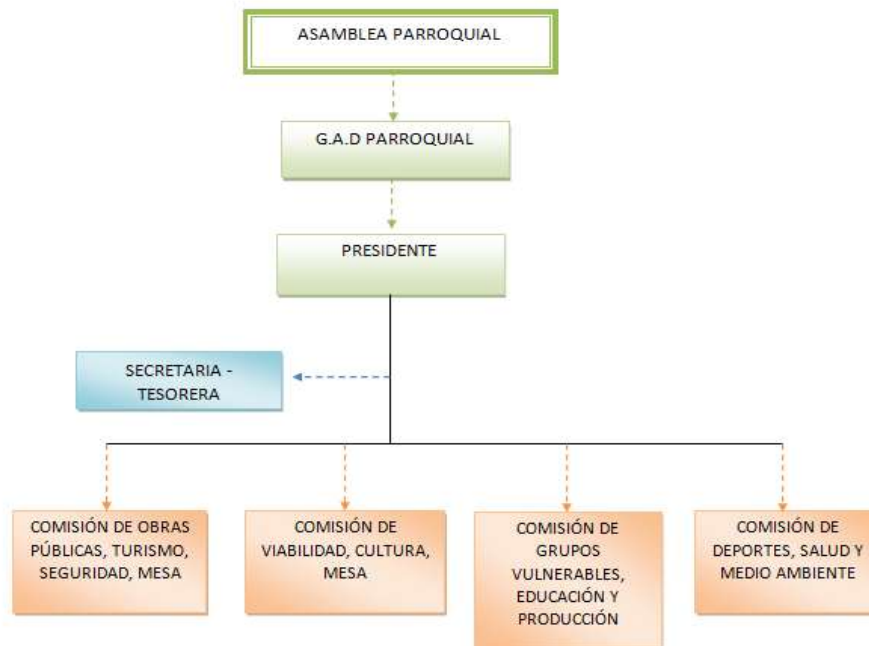 ASAMBLEA PARROQUIAL
G.A.D PARROQUIAL
PRESIDENTE
SECRETARIA -
TESORERA
COMISIÓN DE OBRAS
PÚBLICAS, TURISMO,
SEGURIDAD, MESA
COMISIÓN DE
VIABILIDAD, CULTURA,
MESA
COMISIÓN DE
GRUPOS
VULNERABLES,
EDUCACIÓN Y
PRODUCCIÓN
COMISIÓN DE
DEPORTES, SALUD Y
MEDIO AMBIENTE